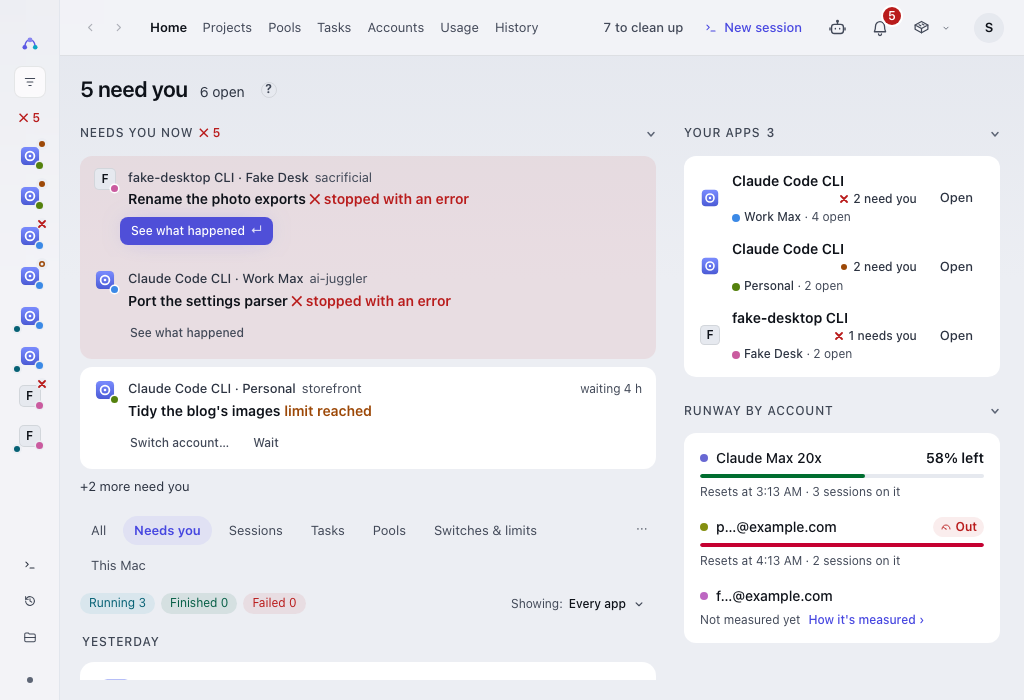 Home Projects Pools Tasks Accounts Usage History 7 to clean up New session 5 S
5 need you 6 open ?
5
NEEDS YOU NOW 5
F fake-desktop CLI · Fake Desk sacrificial
Rename the photo exports stopped with an error
See what happened
Claude Code CLI · Work Max ai-juggler
Port the settings parser stopped with an error
See what happened
Claude Code CLI · Personal storefront waiting 4 h
Tidy the blog's images limit reached
Switch account… Wait
+2 more need you
All Needs you Sessions Tasks Pools Switches & limits ···
This Mac
Running 3 Finished 0 Failed 0 Showing: Every app
YESTERDAY
YOUR APPS 3
Claude Code CLI
2 need you Open
Work Max · 4 open
Claude Code CLI
2 need you Open
Personal · 2 open
fake-desktop CLI
F 1 needs you Open
Fake Desk · 2 open
RUNWAY BY ACCOUNT
Claude Max 20x 58% left
Resets at 3:13 AM · 3 sessions on it
p...@example.com Out
Resets at 4:13 AM · 2 sessions on it
f...@example.com
Not measured yet How it's measured ›
F
F